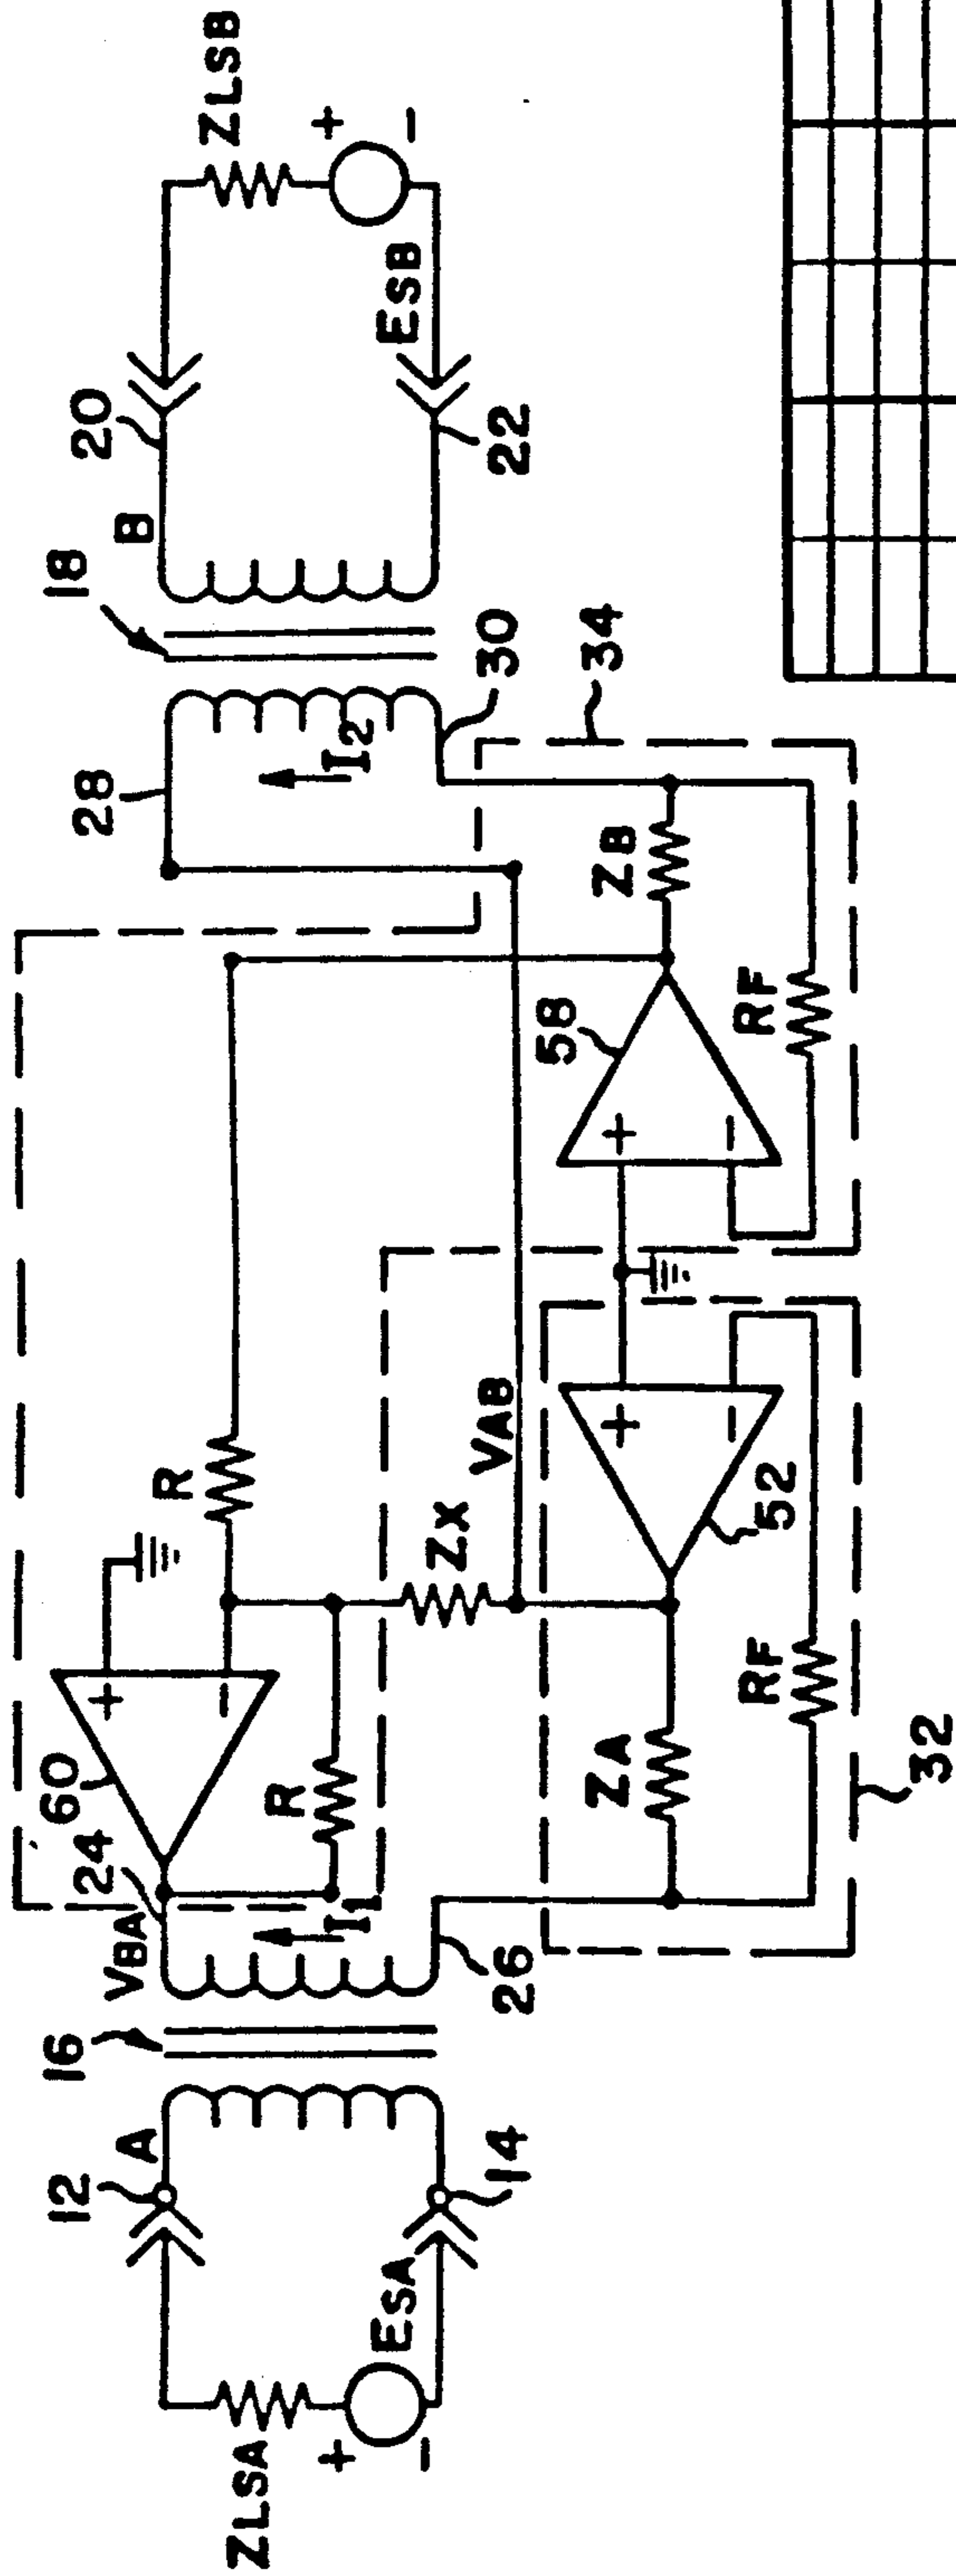 ZLSA
+
-
ESA
12
A
14
16
VBA
24
26
I1
60
+
-
R
R
ZX
VAB
ZA
RF
32
52
+
-
58
+
-
ZB
RF
34
28
I2
30
18
B
20
22
ESB
ZLSB
+
-